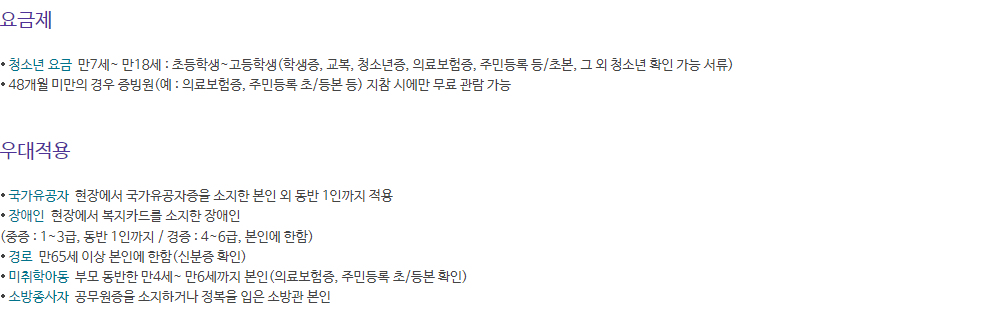 요금제
• 청소년 요금 만7세~ 만18세 : 초등학생~고등학생(학생증, 교복, 청소년증, 의료보험증, 주민등록 등/초본, 그 외 청소년 확인 가능 서류)
• 48개월 미만의 경우 증빙원(예 : 의료보험증, 주민등록 초/등본 등) 지참 시에만 무료 관람 가능
우대적용
• 국가유공자 현장에서 국가유공자증을 소지한 본인 외 동반 1인까지 적용
• 장애인 현장에서 복지카드를 소지한 장애인
(중증 : 1~3급, 동반 1인까지 / 경증 : 4~6급, 본인에 한함)
• 경로 만65세 이상 본인에 한함(신분증 확인)
• 미취학아동 부모 동반한 만4세~ 만6세까지 본인(의료보험증, 주민등록 초/등본 확인)
• 소방종사자 공무원증을 소지하거나 정복을 입은 소방관 본인